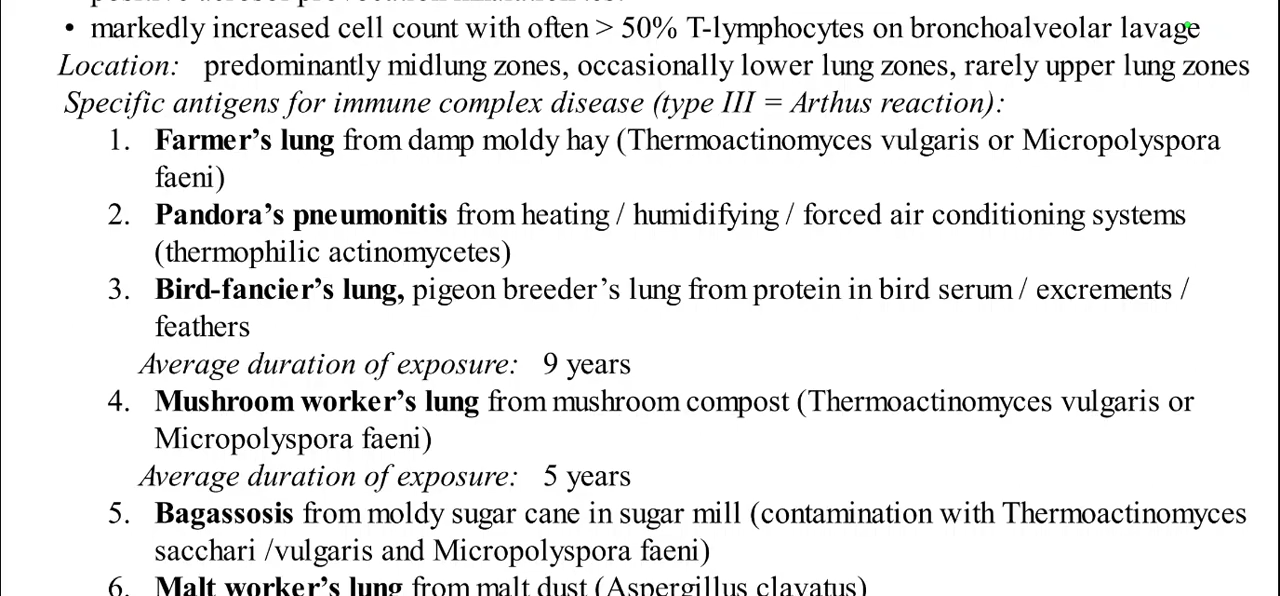 positive aerosol provocation inhalation test
• markedly increased cell count with often > 50% T-lymphocytes on bronchoalveolar lavage
Location: predominantly midlung zones, occasionally lower lung zones, rarely upper lung zones
Specific antigens for immune complex disease (type III = Arthus reaction):
1. Farmer’s lung from damp moldy hay (Thermoactinomyces vulgaris or Micropolyspora
faeni)
2. Pandora’s pneumonitis from heating / humidifying / forced air conditioning systems
(thermophilic actinomycetes)
3. Bird-fancier’s lung, pigeon breeder’s lung from protein in bird serum / excrements /
feathers
Average duration of exposure: 9 years
4. Mushroom worker’s lung from mushroom compost (Thermoactinomyces vulgaris or
Micropolyspora faeni)
Average duration of exposure: 5 years
5. Bagassosis from moldy sugar cane in sugar mill (contamination with Thermoactinomyces
sacchari /vulgaris and Micropolyspora faeni)
6. Malt worker’s lung from malt dust (Aspergillus clavatus)